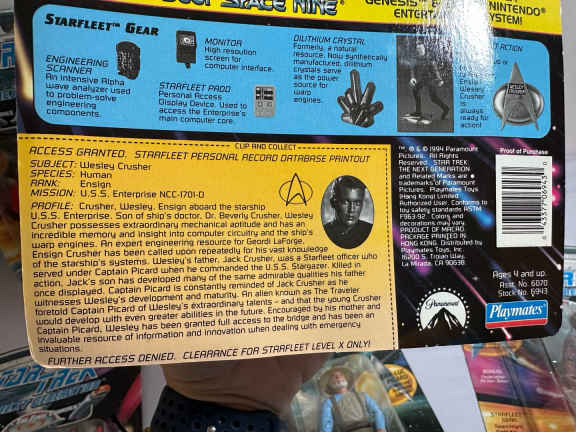 DEEP SPACE NINE
GENESIS
NINTENDO®
ENTERTAINMENT SYSTEM!
STARFLEET™ GEAR
ENGINEERING
SCANNER
An intensive Alpha
wave analyzer used
to problem-solve
engineering
components.
MONITOR
High resolution
screen for
computer interface.
STARFLEET PADD
Personal Access
Display Device. Used to
access the Enterprise's
main computer core.
DILITHIUM CRYSTAL
Formerly, a natural
resource. Now synthetically
manufactured, dilithium
crystals serve
as the power
source for
warp
engines.
ACTION
Ensign
Wesley
Crusher
is
always
ready for
action!
CLIP AND COLLECT
ACCESS GRANTED. STARFLEET PERSONAL RECORD DATABASE PRINTOUT
SUBJECT: Wesley Crusher
SPECIES: Human
RANK: Ensign
MISSION: U.S.S. Enterprise NCC-1701-D
PROFILE: Crusher, Wesley. Ensign aboard the starship
U.S.S. Enterprise. Son of ship's doctor, Dr. Beverly Crusher, Wesley
Crusher possesses extraordinary mechanical aptitude and has an
incredible memory and insight into computer circuitry and the ship's
warp engines. An expert engineering resource for Geordi LaForge,
Ensign Crusher has been called upon repeatedly for his vast knowledge
of the starship's systems. Wesley's father, Jack Crusher, was a Starfleet officer who
served under Captain Picard when he commanded the U.S.S. Stargazer. Killed in
action, Jack's son has developed many of the same admirable qualities his father
once displayed. Captain Picard is constantly reminded of Jack Crusher as he
witnesses Wesley's development and maturity. An alien known as The Traveler
foretold Captain Picard of Wesley's extraordinary talents - and that the young Crusher
would develop with even greater abilities in the future. Encouraged by his mother and
Captain Picard, Wesley has been granted full access to the bridge and has been an
invaluable resource of information and innovation when dealing with emergency
situations.
FURTHER ACCESS DENIED. CLEARANCE FOR STARFLEET LEVEL X ONLY!
™, ® & © 1994 Paramount
Pictures. All Rights
Reserved. STAR TREK:
THE NEXT GENERATION
and Related Marks are
trademarks of Paramount
Pictures. Playmates Toys
(Hong Kong) Limited
Authorized User. Conforms to
toy safety standards ASTM
F963-92. Colors and
decorations may vary.
PRODUCT OF MACAO.
PACKAGE PRINTED IN
HONG KONG. Distributed by
Playmates Toys, Inc.
16200 S. Trojan Way,
La Mirada, CA 90638.
Proof of Purchase
Ages 4 and up.
Asst. No. 6070
Stock No. 6943
Paramount
Playmates
STAR TREK